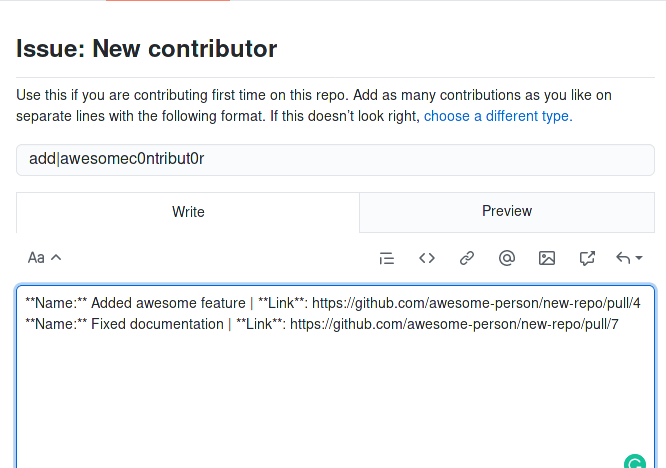 Issue: New contributor
Use this if you are contributing first time on this repo. Add as many contributions as you like on
separate lines with the following format. If this doesn't look right, choose a different type.
add|awesomec0ntribut0r
Write
Preview
Aa
**Name:** Added awesome feature | **Link**: https://github.com/awesome-person/new-repo/pull/4
**Name:** Fixed documentation | **Link**: https://github.com/awesome-person/new-repo/pull/7